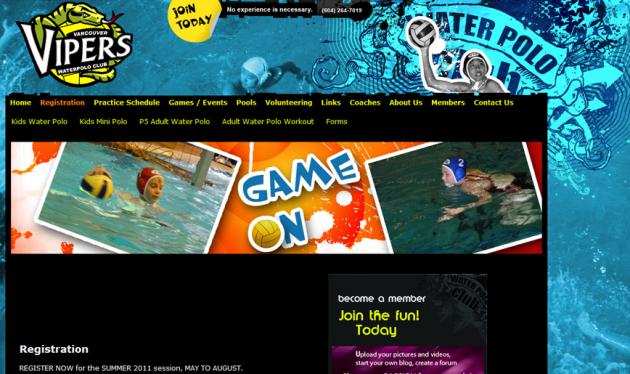 VANCOUVER
VIPERS
WATERPOLO CLUB
JOIN
TODAY
No experience is necessary. (604) 264-7019
WATER POLO
Home Registration Practice Schedule Games / Events Pools Volunteering Links Coaches About Us Members Contact Us
Kids Water Polo Kids Mini Polo P5 Adult Water Polo Adult Water Polo Workout Forms
GAME
ON
2
become a member
Join the fun!
Today
Upload your pictures and videos,
start your own blog, create a forum
Registration
REGISTER NOW for the SUMMER 2011 session, MAY TO AUGUST.